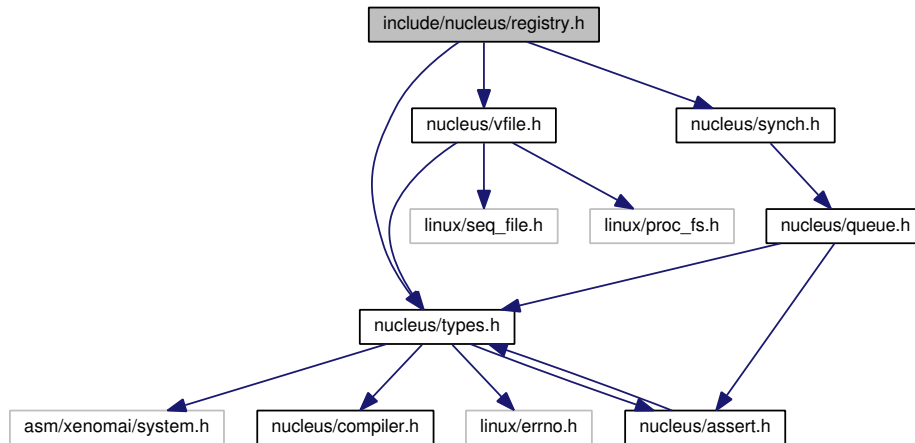 include/nucleus/registry.h
nucleus/vfile.h
nucleus/synch.h
linux/seq_file.h
linux/proc_fs.h
nucleus/queue.h
nucleus/types.h
asm/xenomai/system.h
nucleus/compiler.h
linux/errno.h
nucleus/assert.h